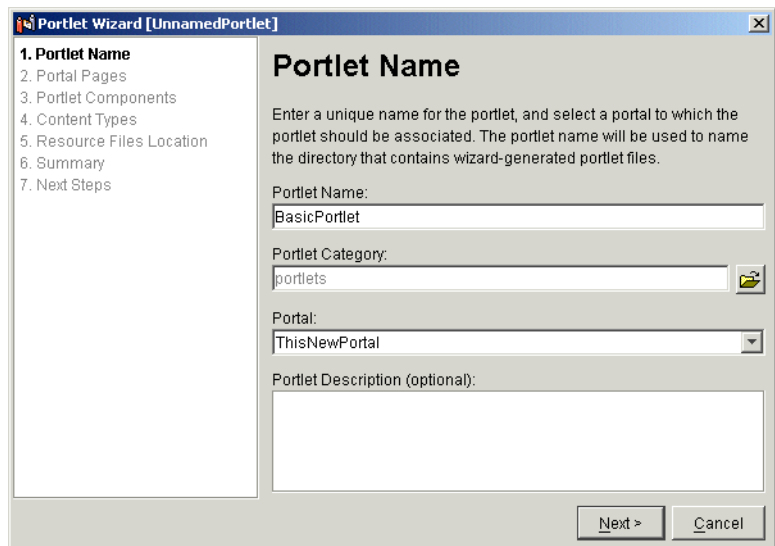 Portlet Wizard [UnnamedPortlet]
1. Portlet Name
2. Portal Pages
3. Portlet Components
4. Content Types
5. Resource Files Location
6. Summary
7. Next Steps
Portlet Name
Enter a unique name for the portlet, and select a portal to which the
portlet should be associated. The portlet name will be used to name
the directory that contains wizard-generated portlet files.
Portlet Name:
BasicPortlet
Portlet Category:
portlets
Portal:
ThisNewPortal
Portlet Description (optional):
Next >
Cancel